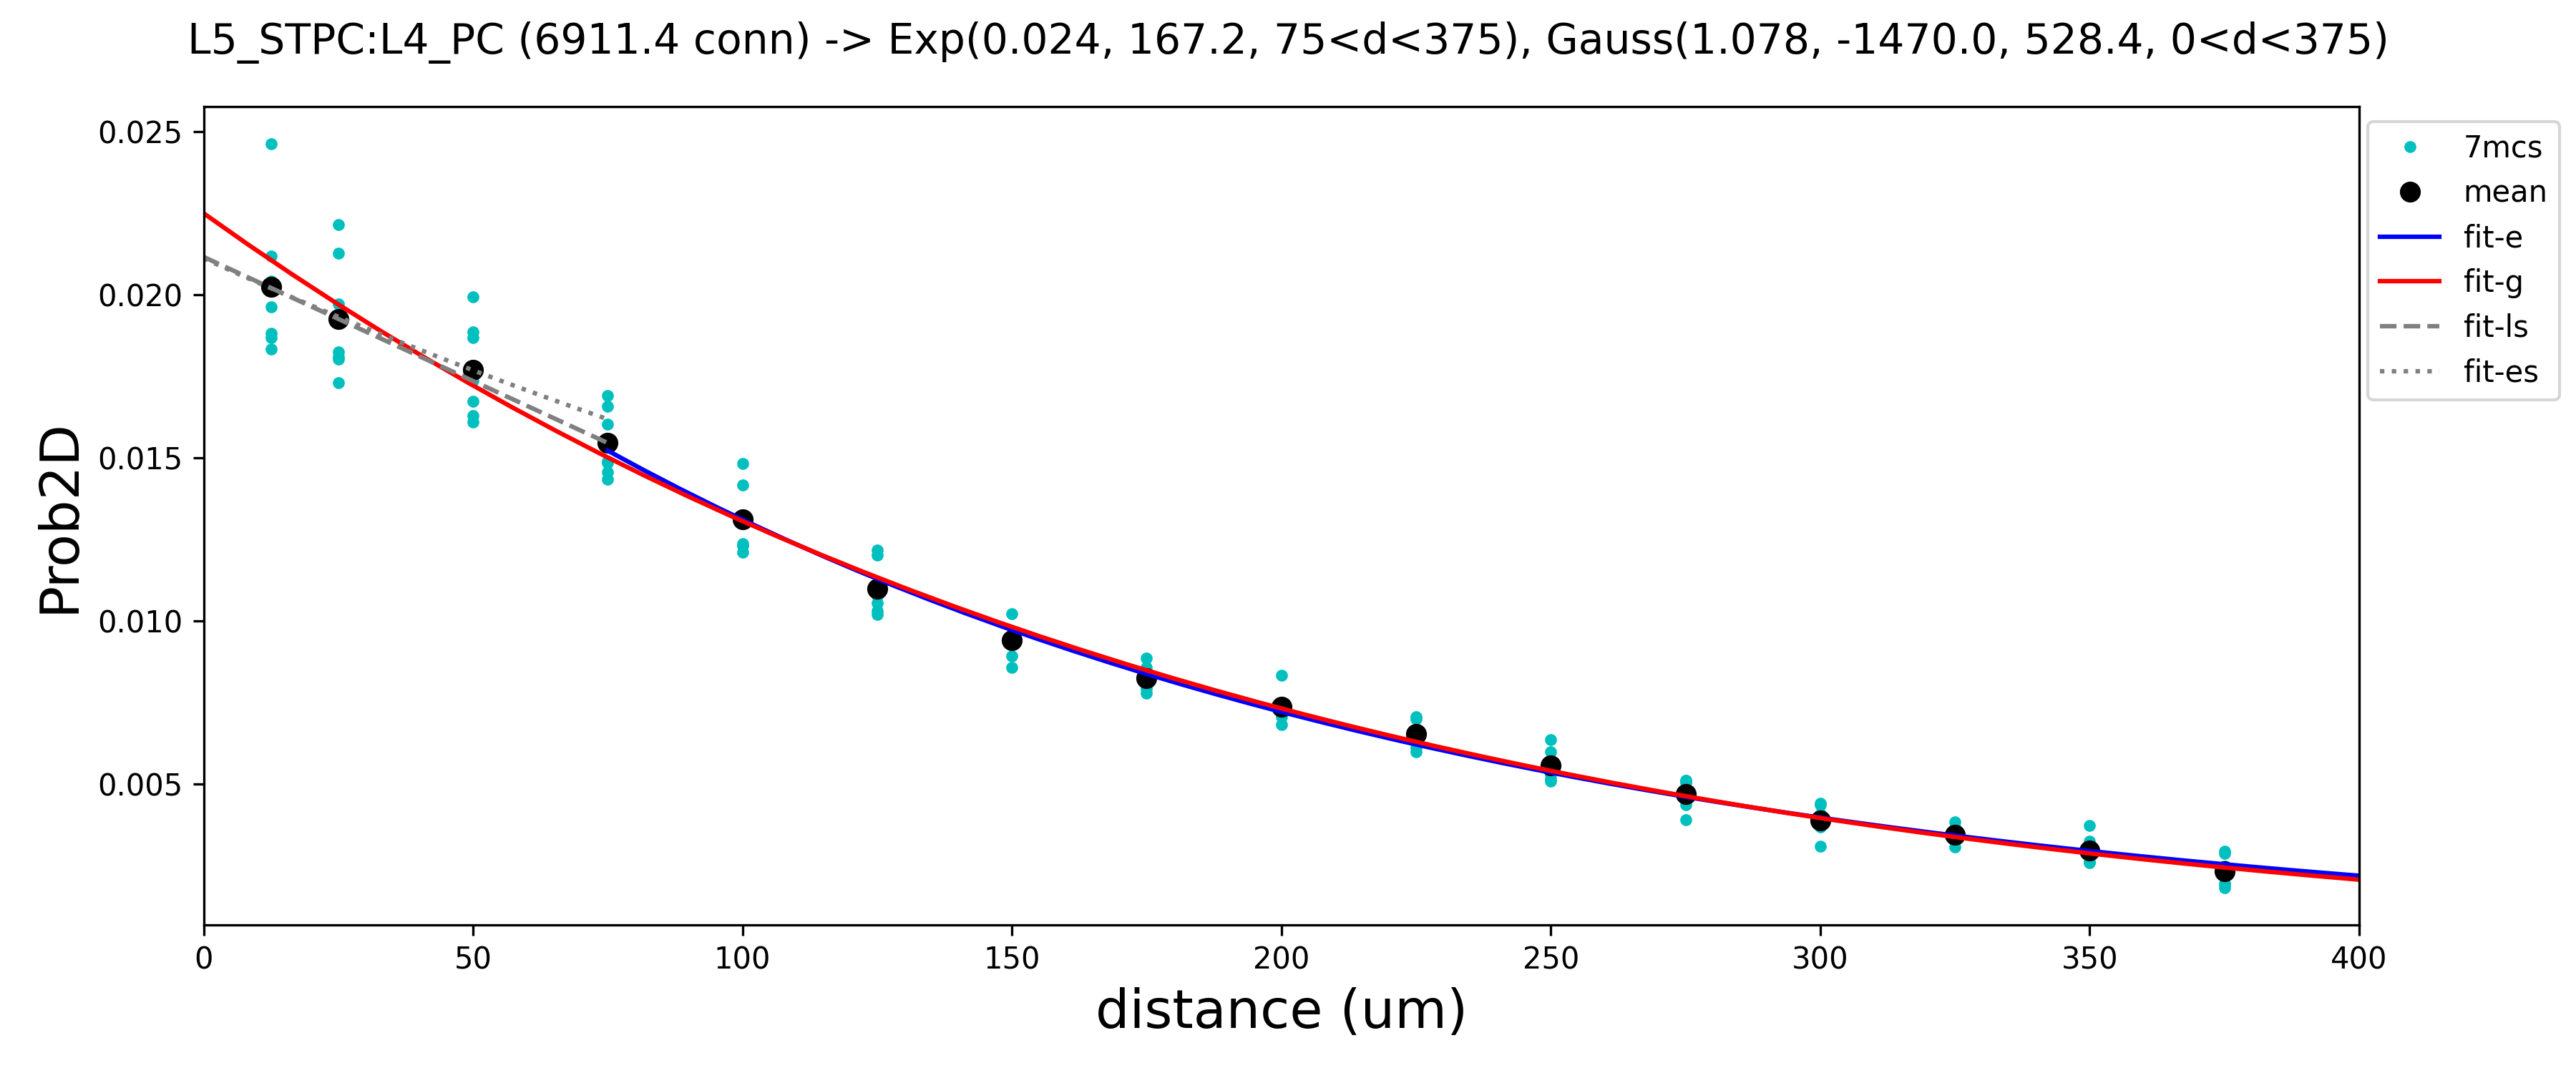 L5_STPC:L4_PC (6911.4 conn) -> Exp(0.024, 167.2, 75<d<375), Gauss(1.078, -1470.0, 528.4, 0<d<375)
0.025
0.020
0.015
0.010
0.005
Prob2D
0 50 100 150 200 250 300 350 400
distance (um)
7mcs
mean
fit-e
fit-g
fit-ls
fit-es